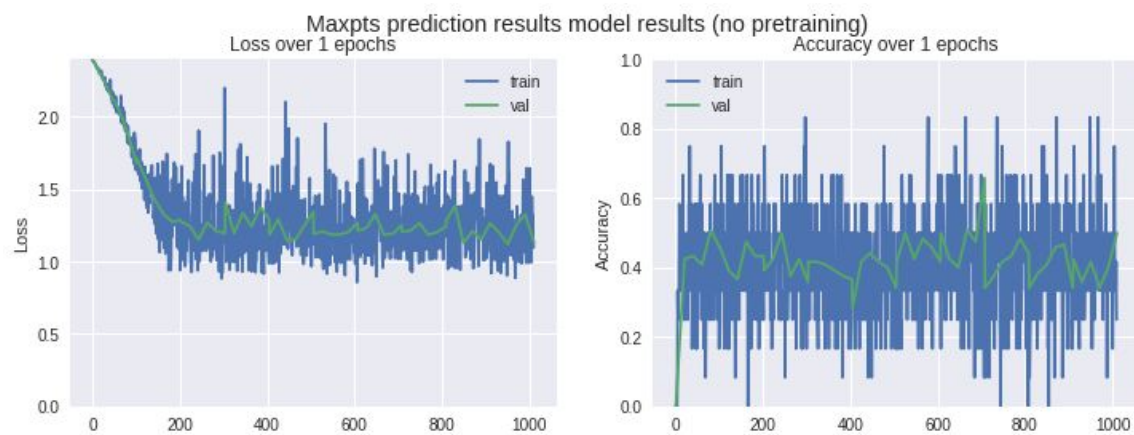 Maxpts prediction results model results (no pretraining)
Loss over 1 epochs
Accuracy over 1 epochs
train
val
2.0
1.5
1.0
0.5
0.0
Loss
0 200 400 600 800 1000
train
val
1.0
0.8
0.6
0.4
0.2
0.0
Accuracy
0 200 400 600 800 1000